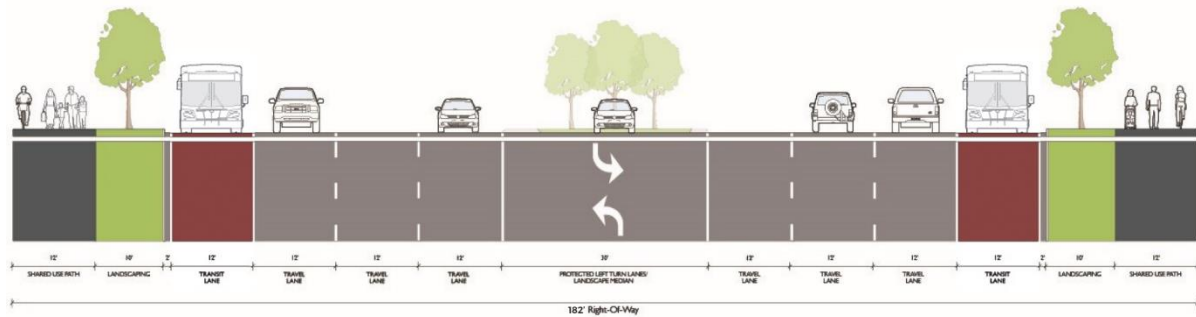 12' 10' 2' 12' 12' 12' 12' 30' 12' 12' 12' 12' 2' 10' 12'
SHARED USE PATH LANDSCAPING TRANSIT LANE TRAVEL LANE TRAVEL LANE TRAVEL LANE PROTECTED LEFT TURN LANES/ LANDSCAPE MEDIAN TRAVEL LANE TRAVEL LANE TRAVEL LANE TRANSIT LANE LANDSCAPING SHARED USE PATH
182' Right-Of-Way